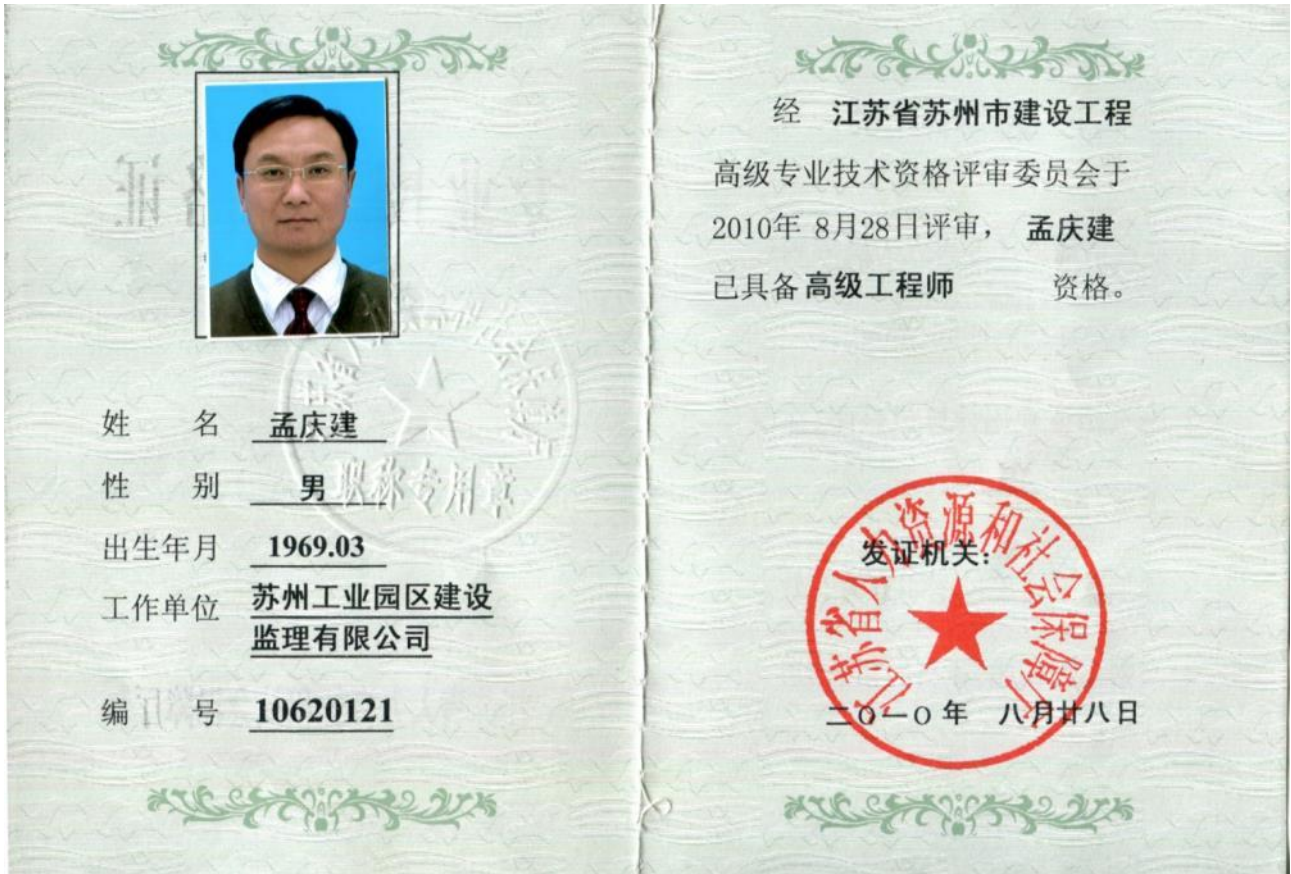 姓 名 孟庆建
性 别 男
出生年月 1969.03
工作单位 苏州工业园区建设
监理有限公司
编 号 10620121
职称专用章
经 江苏省苏州市建设工程
高级专业技术资格评审委员会于
2010年 8月28日评审， 孟庆建
已具备 高级工程师 资格。
发证机关:
江苏省人力资源和社会保障厅
二O一O 年 八月廿八日